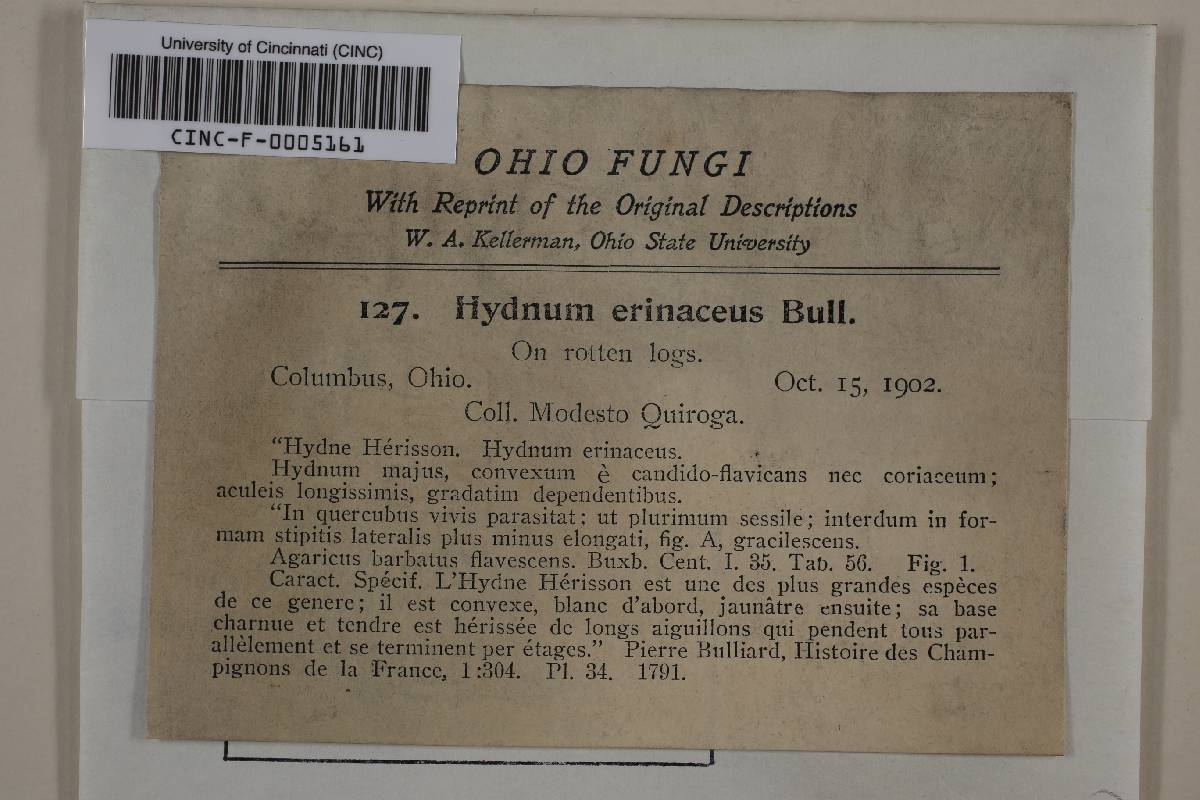 University of Cincinnati (CINC)
CINC-F-0005161
OHIO FUNGI
With Reprint of the Original Descriptions
W. A. Kellerman, Ohio State University
127. Hydnum erinaceus Bull.
On rotten logs.
Columbus, Ohio. Oct. 15, 1902.
Coll. Modesto Quiroga.
"Hydne Hérisson. Hydnum erinaceus.
Hydnum majus, convexum è candido-flavicans nec coriaceum;
aculeis longissimis, gradatim dependentibus.
"In quercubus vivis parasitat; ut plurimum sessile; interdum in for-
mam stipitis lateralis plus minus elongati, fig. A, gracilescens.
Agaricus barbatus flavescens. Buxb. Cent. I. 35. Tab. 56. Fig. 1.
Caract. Spécif. L'Hydne Hérisson est une des plus grandes espèces
de ce genere; il est convexe, blanc d'abord, jaunâtre ensuite; sa base
charnue et tendre est hérissée de longs aiguillons qui pendent tous par-
allèlement et se terminent per étages." Pierre Bulliard, Histoire des Cham-
pignons de la France, 1:304. Pl. 34. 1791.